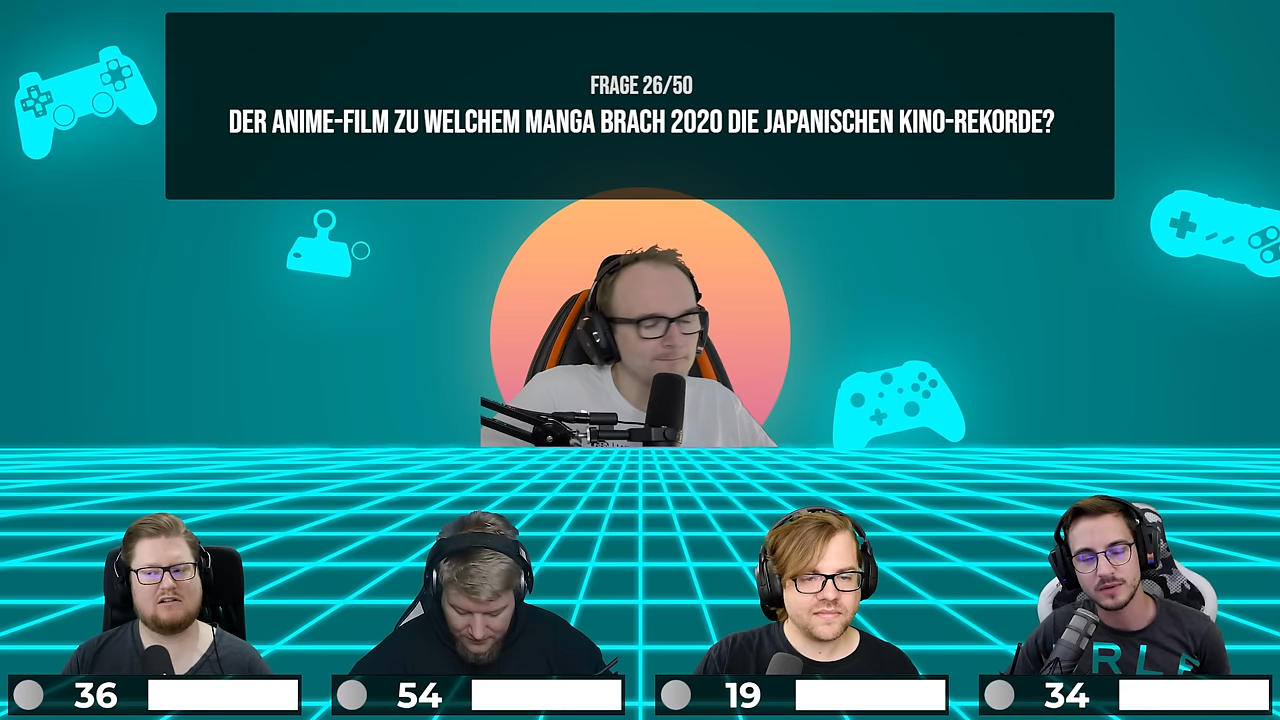 FRAGE 26/50
DER ANIME-FILM ZU WELCHEM MANGA BRACH 2020 DIE JAPANISCHEN KINO-REKORDE?
RLF
36
54
19
34